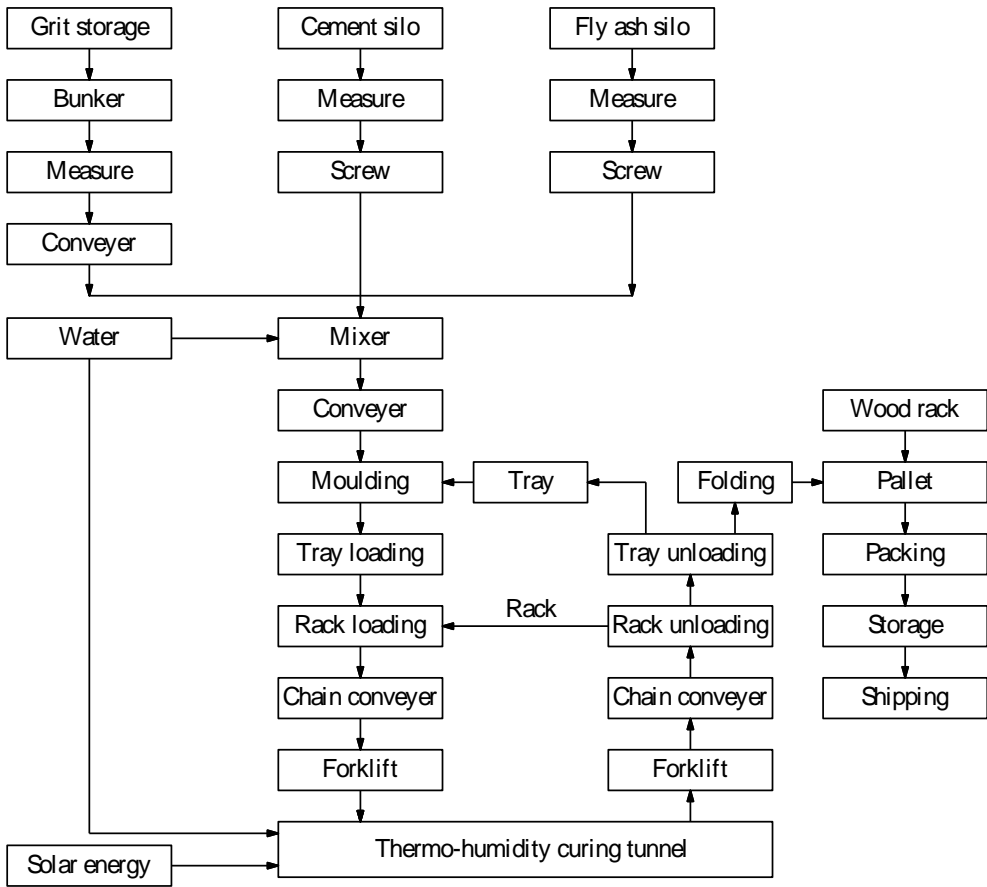 Grit storage
Cement silo
Fly ash silo
Bunker
Measure
Measure
Measure
Screw
Screw
Conveyer
Water
Mixer
Conveyer
Wood rack
Moulding
Tray
Folding
Pallet
Tray loading
Tray unloading
Packing
Rack
Rack loading
Rack unloading
Storage
Chain conveyer
Chain conveyer
Shipping
Forklift
Forklift
Thermo-humidity curing tunnel
Solar energy